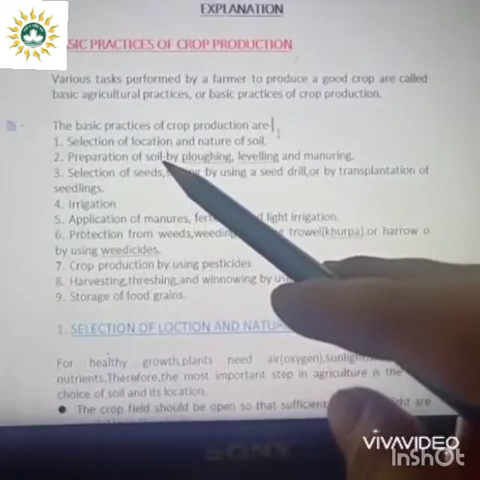 EXPLANATION
SIC PRACTICES OF CROP PRODUCTION
Various tasks performed by a farmer to produce a good crop are called
basic agricultural practices, or basic practices of crop production.
The basic practices of crop production are
1. Selection of location and nature of soil.
2. Preparation of soil-by ploughing, levelling and manuring.
3. Selection of seeds, by using a seed drill,or by transplantation of
seedlings.
4. Irrigation
5. Application of manures, light irrigation.
6. Protection from weeds, trowel(khurpa).or harrow o
by using weedicides.
7. Crop production by using pesticides.
8. Harvesting,threshing,and winnowing by
9. Storage of food grains.
1. SELECTION OF LOCTION AND
For healthy growth,plants need air(oxygen),sunlight,
nutrients.Therefore,the most important step in agriculture is the
choice of soil and its location.
The crop field should be open so that sufficient are
SONY
VIVAVIDEO
InShOt